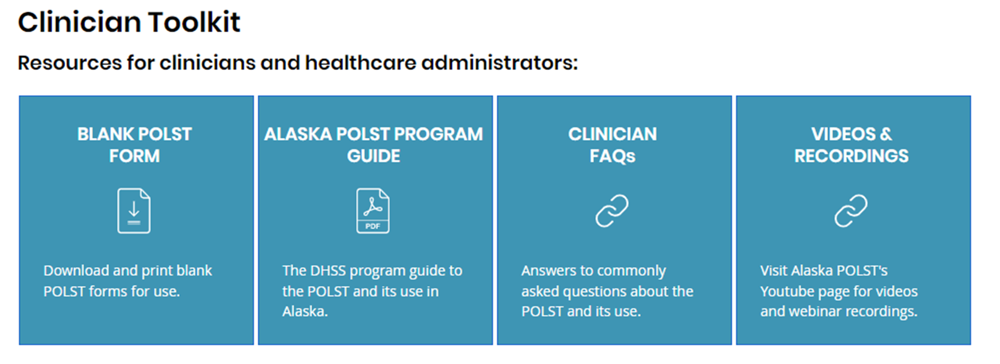 Clinician Toolkit
Resources for clinicians and healthcare administrators:
BLANK POLST
FORM
Download and print blank
POLST forms for use.
ALASKA POLST PROGRAM
GUIDE
PDF
The DHSS program guide to
the POLST and its use in
Alaska.
CLINICIAN
FAQs
Answers to commonly
asked questions about the
POLST and its use.
VIDEOS &
RECORDINGS
Visit Alaska POLST's
Youtube page for videos
and webinar recordings.